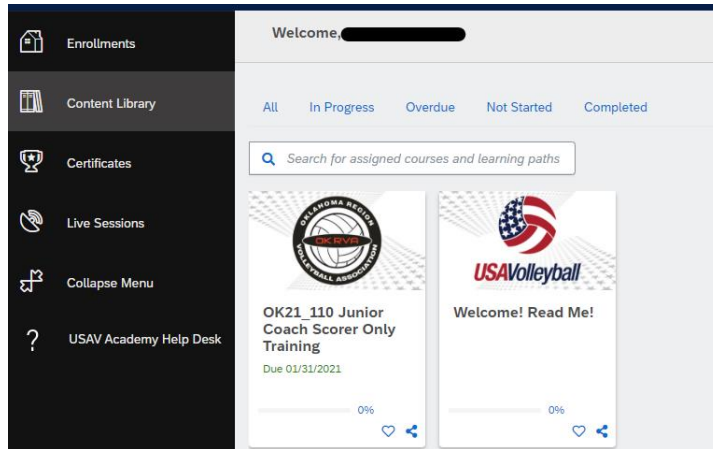 Enrollments
Content Library
Certificates
Live Sessions
Collapse Menu
? USAV Academy Help Desk
Welcome,
All In Progress Overdue Not Started Completed
Search for assigned courses and learning paths
OKLAHOMA REGION
OKRVA
VOLLEYBALL ASSOCIATION
OK21_110 Junior
Coach Scorer Only
Training
Due 01/31/2021
0%
USAVolleyball
Welcome! Read Me!
0%